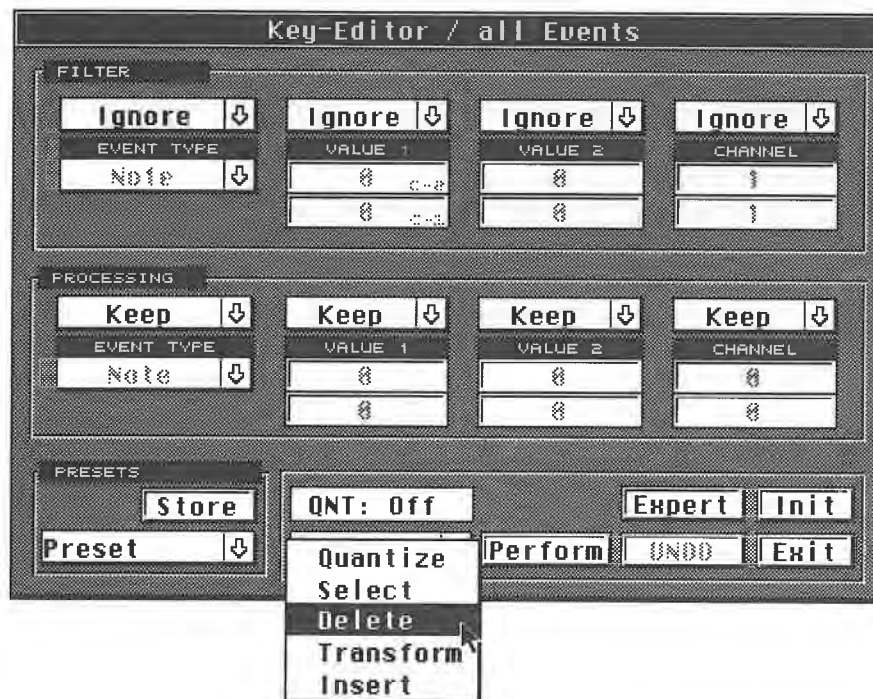 Key-Editor / all Events
FILTER
Ignore Ignore Ignore Ignore
EVENT TYPE VALUE 1 VALUE 2 CHANNEL
Note 0 c-2 0 1
0 c-2 0 1
PROCESSING
Keep Keep Keep Keep
EVENT TYPE VALUE 1 VALUE 2 CHANNEL
Note 0 0 0
0 0 0
PRESETS
Store QNT: Off Expert Init
Preset Perform UNDO Exit
Quantize
Select
Delete
Transform
Insert